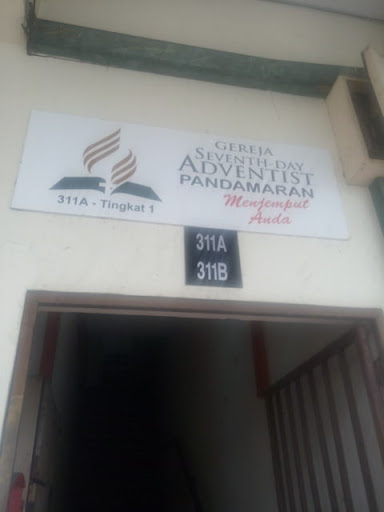 311A - Tingkat 1
GEREJA
SEVENTH-DAY
ADVENTIST
PANDAMARAN
Menjemput
Anda
311A
311B